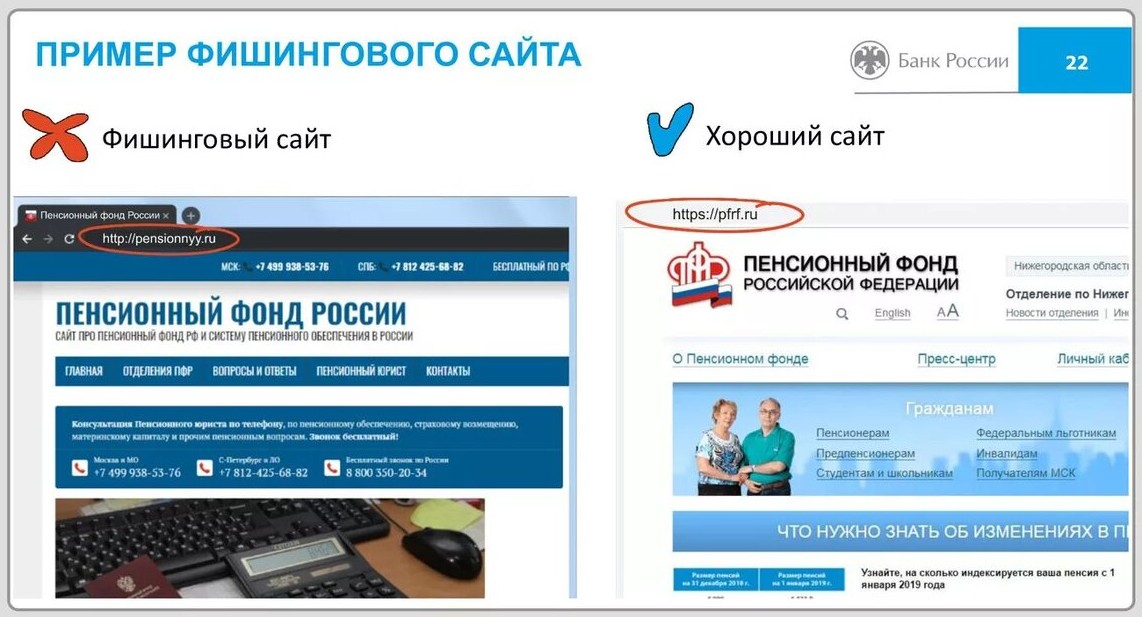 ПРИМЕР ФИШИНГОВОГО САЙТА
Банк России
22
Фишинговый сайт
Хороший сайт
Пенсионный фонд России
http://pensionnyy.ru
МСК: +7 499 938-53-76 СПБ: +7 812 425-68-82 БЕСПЛАТНЫЙ ПО РФ
ПЕНСИОННЫЙ ФОНД РОССИИ
САЙТ ПРО ПЕНСИОННЫЙ ФОНД РФ И СИСТЕМУ ПЕНСИОННОГО ОБЕСПЕЧЕНИЯ В РОССИИ
ГЛАВНАЯ ОТДЕЛЕНИЯ ПФР ВОПРОСЫ И ОТВЕТЫ ПЕНСИОННЫЙ ЮРИСТ КОНТАКТЫ
Консультация Пенсионного юриста по телефону, по пенсионному обеспечению, страховому возмещению,
материнскому капиталу и прочим пенсионным вопросам. Звонок бесплатный!
Москва и МО С-Петербург и ЛО Бесплатный звонок по России
+7 499 938-53-76 +7 812-425-68-82 8 800 350-20-34
https://pfrf.ru
ПЕНСИОННЫЙ ФОНД
РОССИЙСКОЙ ФЕДЕРАЦИИ
English AA
Нижегородская област
Отделение по Нижег
Новости отделения | Ин
О Пенсионном фонде Пресс-центр Личный каб
Гражданам
Пенсионерам Федеральным льготникам
Предпенсионерам Инвалидам
Студентам и школьникам Получателям МСК
ЧТО НУЖНО ЗНАТЬ ОБ ИЗМЕНЕНИЯХ В П
Размер пенсий Размер пенсий
на 31 декабря 2018 г. на 1 января 2019 г.
Узнайте, на сколько индексируется ваша пенсия с 1
января 2019 года